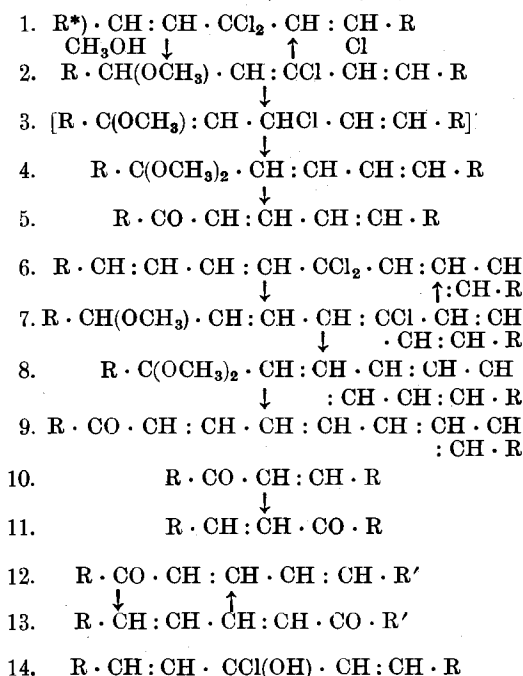 1. R*) · CH : CH · CCl₂ · CH : CH · R
CH₃OH ↓ ↑ Cl
2. R · CH(OCH₃) · CH : CCl · CH : CH · R
↓
3. [R · C(OCH₃) : CH · CHCl · CH : CH · R]
↓
4. R · C(OCH₃)₂ · CH : CH · CH : CH · R
↓
5. R · CO · CH : CH · CH : CH · R
6. R · CH : CH · CH : CH · CCl₂ · CH : CH · CH
↓ ↑ : CH · R
7. R · CH(OCH₃) · CH : CH · CH : CCl · CH : CH
↓ · CH : CH · R
8. R · C(OCH₃)₂ · CH : CH · CH : CH · CH
↓ : CH · CH : CH · R
9. R · CO · CH : CH · CH : CH · CH : CH · CH
: CH · R
10. R · CO · CH : CH · R
↓
11. R · CH : CH · CO · R
12. R · CO · CH : CH · CH : CH · R′
↓ ↑
13. R · CH : CH · CH : CH · CO · R′
14. R · CH : CH · CCl(OH) · CH : CH · R